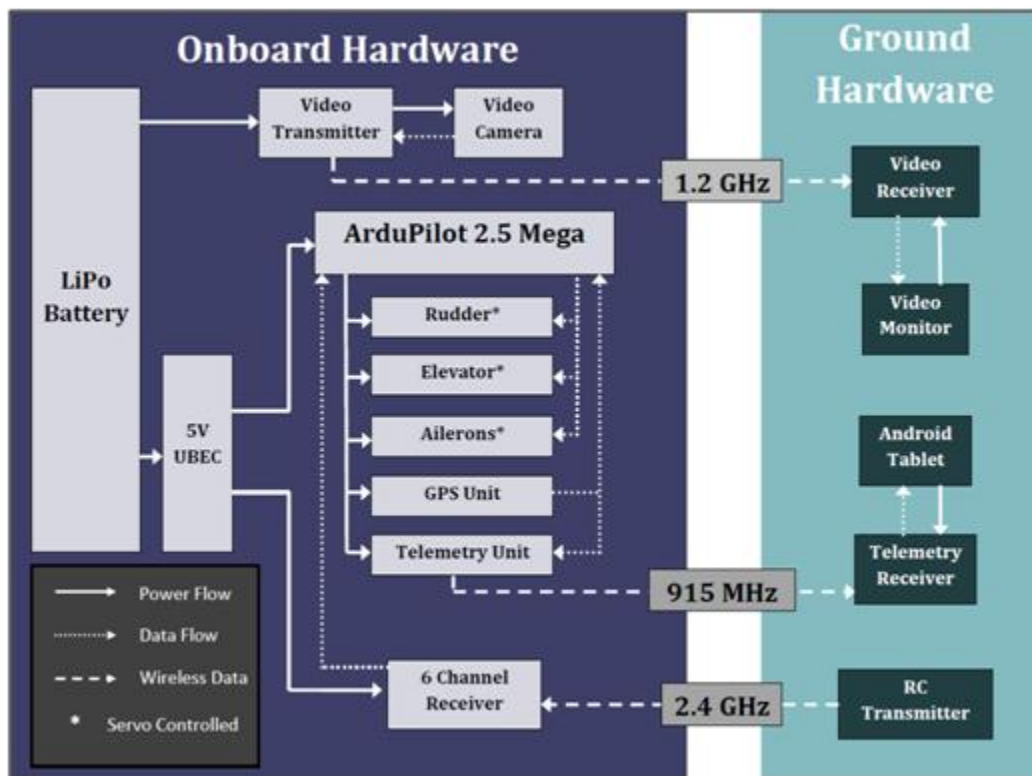 Onboard Hardware
Ground
Hardware
LiPo
Battery
Video
Transmitter
Video
Camera
1.2 GHz
Video
Receiver
ArduPilot 2.5 Mega
Rudder*
Elevator*
Ailerons*
GPS Unit
Telemetry Unit
5V
UBEC
Video
Monitor
Android
Tablet
Telemetry
Receiver
915 MHz
6 Channel
Receiver
2.4 GHz
RC
Transmitter
Power Flow
Data Flow
Wireless Data
* Servo Controlled